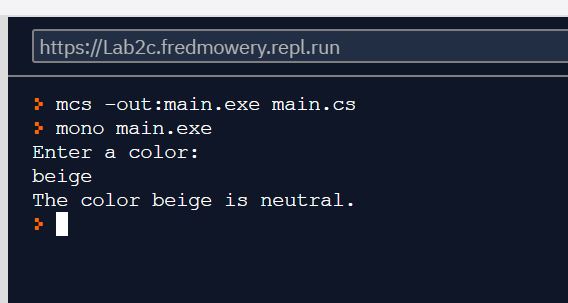 https://Lab2c.fredmowery.repl.run
> mcs -out:main.exe main.cs
> mono main.exe
Enter a color:
beige
The color beige is neutral.
>